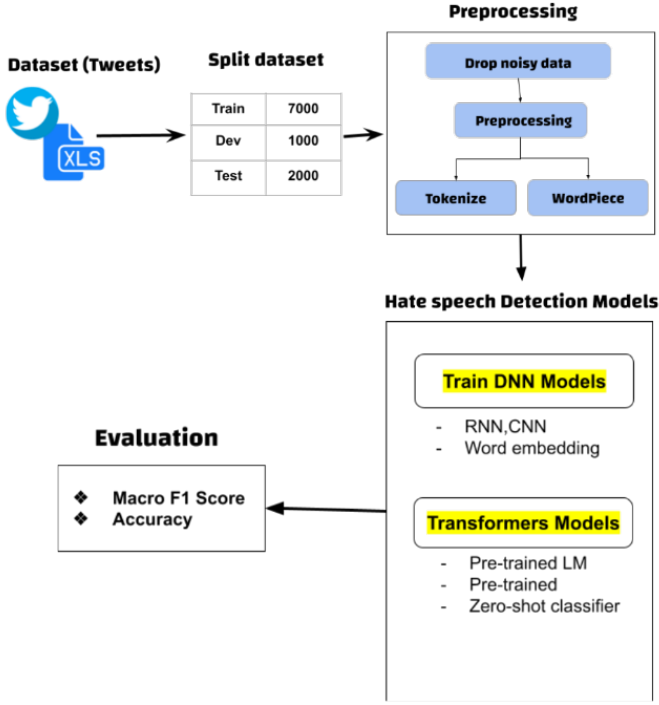 Dataset (Tweets)
XLS
Split dataset
Train 7000
Dev 1000
Test 2000
Preprocessing
Drop noisy data
Preprocessing
Tokenize
WordPiece
Hate speech Detection Models
Train DNN Models
- RNN,CNN
- Word embedding
Transformers Models
- Pre-trained LM
- Pre-trained
- Zero-shot classifier
Evaluation
❖ Macro F1 Score
❖ Accuracy